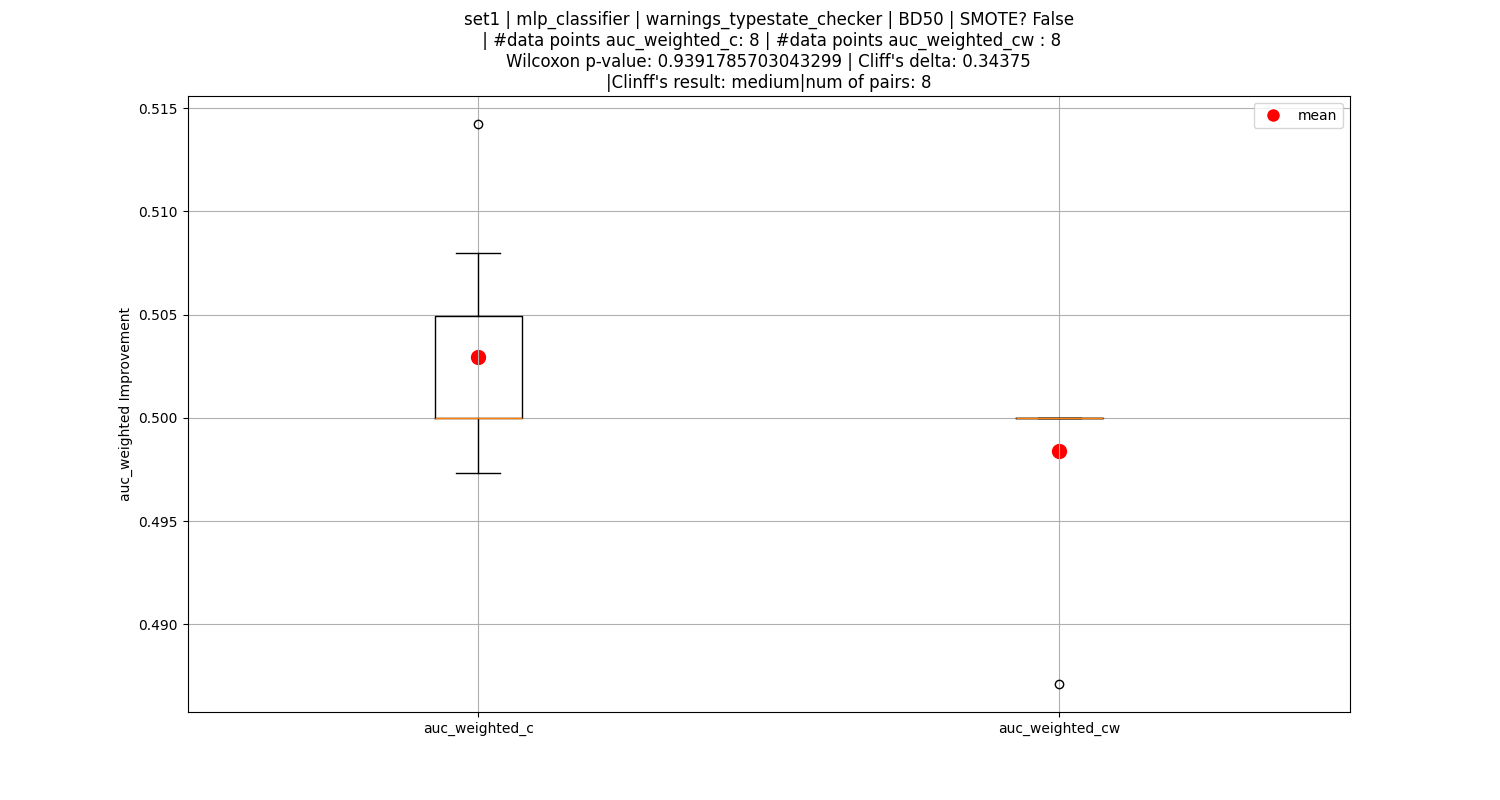 set1 | mlp_classifier | warnings_typestate_checker | BD50 | SMOTE? False
| #data points auc_weighted_c: 8 | #data points auc_weighted_cw : 8
Wilcoxon p-value: 0.9391785703043299 | Cliff's delta: 0.34375
|Clinff's result: medium|num of pairs: 8
mean
auc_weighted Improvement
0.515
0.510
0.505
0.500
0.495
0.490
auc_weighted_c
auc_weighted_cw